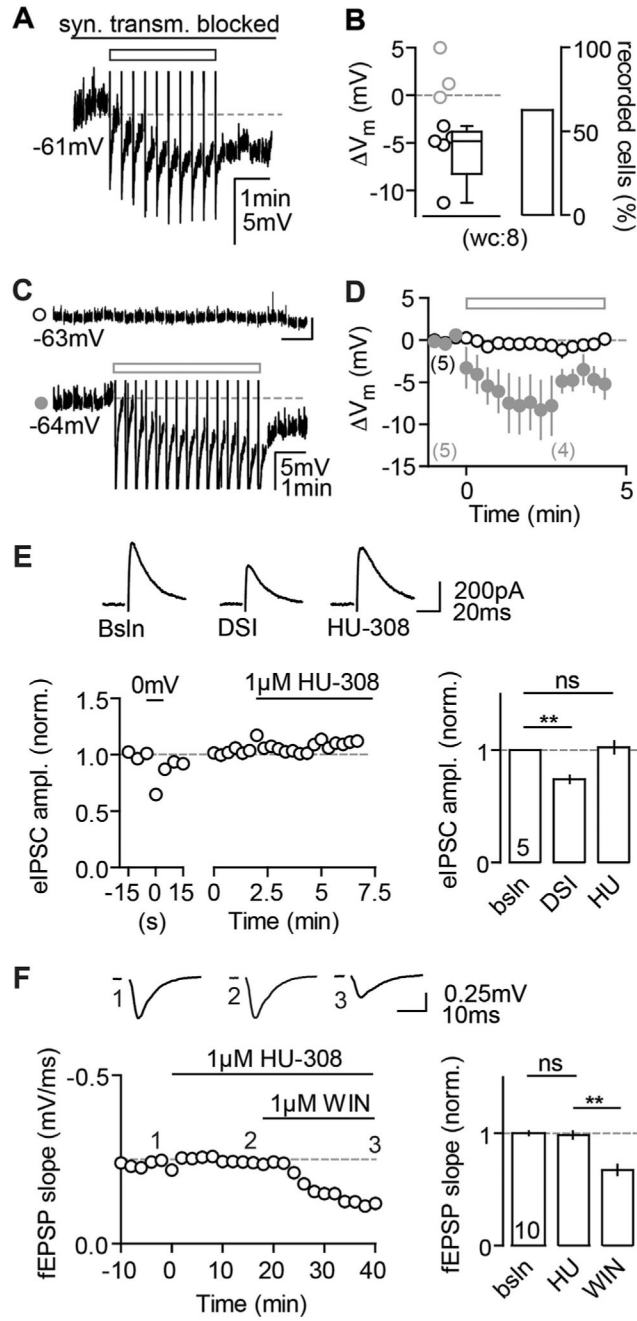 A
syn. transm. blocked
-61mV
1min
5mV
B
ΔVm (mV)
5
0
-5
-10
(wc:8)
100
50
0
recorded cells (%)
C
-63mV
-64mV
5mV
1min
D
ΔVm (mV)
5
0
-5
-10
-15
(5)
(5)
(4)
0
5
Time (min)
E
Bsln
DSI
HU-308
200pA
20ms
eIPSC ampl. (norm.)
1.5
1.0
0.5
0.0
0mV
1µM HU-308
-15 0 15
(s)
0 2.5 5 7.5
Time (min)
eIPSC ampl. (norm.)
1
0
ns
**
5
bsln
DSI
HU
F
1
2
3
0.25mV
10ms
fEPSP slope (mV/ms)
-0.5
0.0
1µM HU-308
1µM WIN
1
2
3
-10 0 10 20 30 40
Time (min)
fEPSP slope (norm.)
1
0
ns
**
10
bsln
HU
WIN